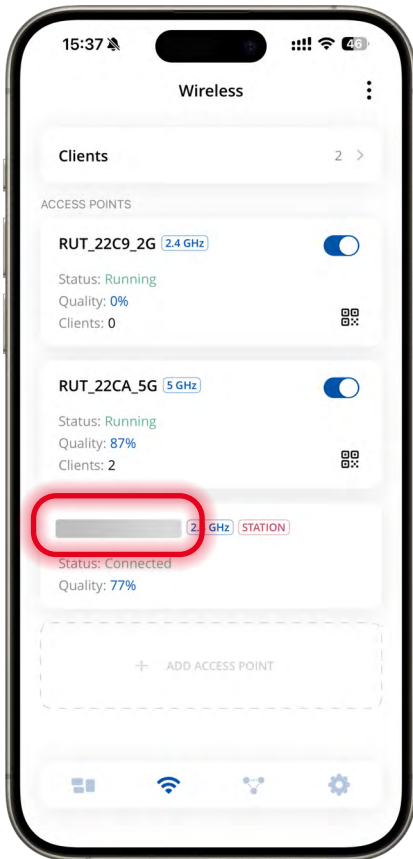 15:37 46
Wireless
Clients 2
ACCESS POINTS
RUT_22C9_2G 2.4 GHz
Status: Running
Quality: 0%
Clients: 0
RUT_22CA_5G 5 GHz
Status: Running
Quality: 87%
Clients: 2
GHz STATION
Status: Connected
Quality: 77%
+ ADD ACCESS POINT